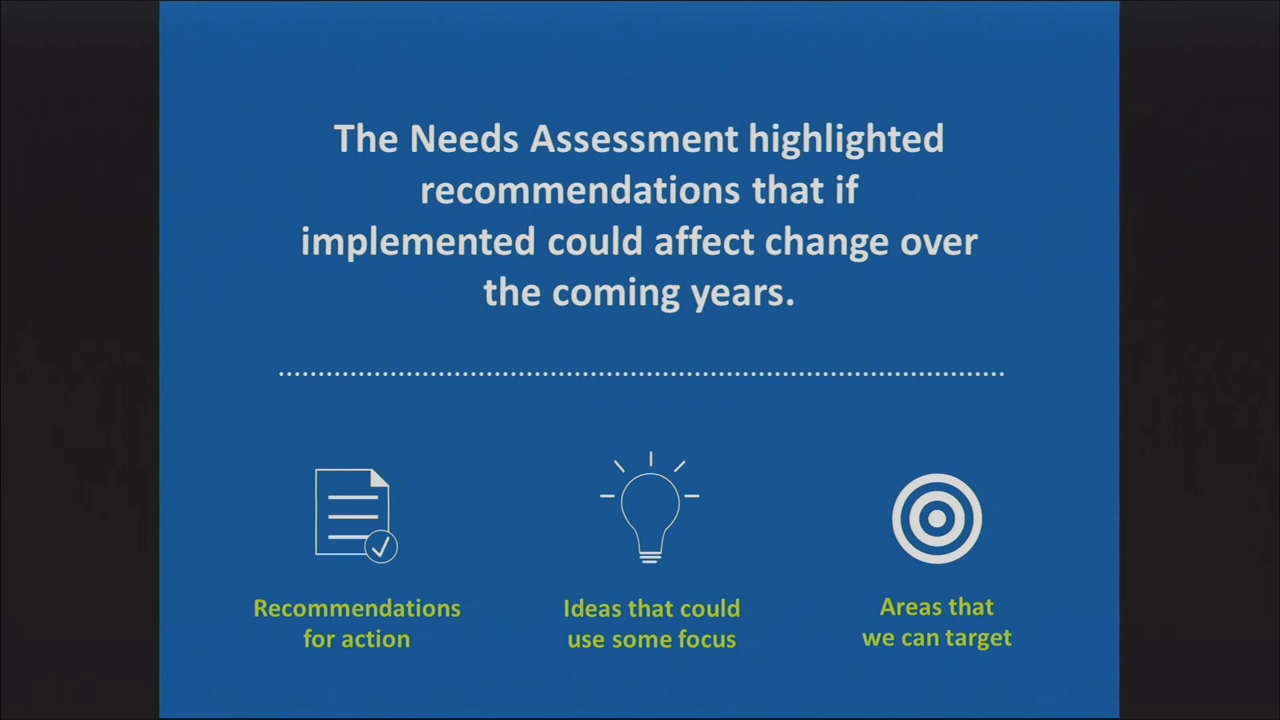 The Needs Assessment highlighted
recommendations that if
implemented could affect change over
the coming years.
Recommendations
for action
Ideas that could
use some focus
Areas that
we can target